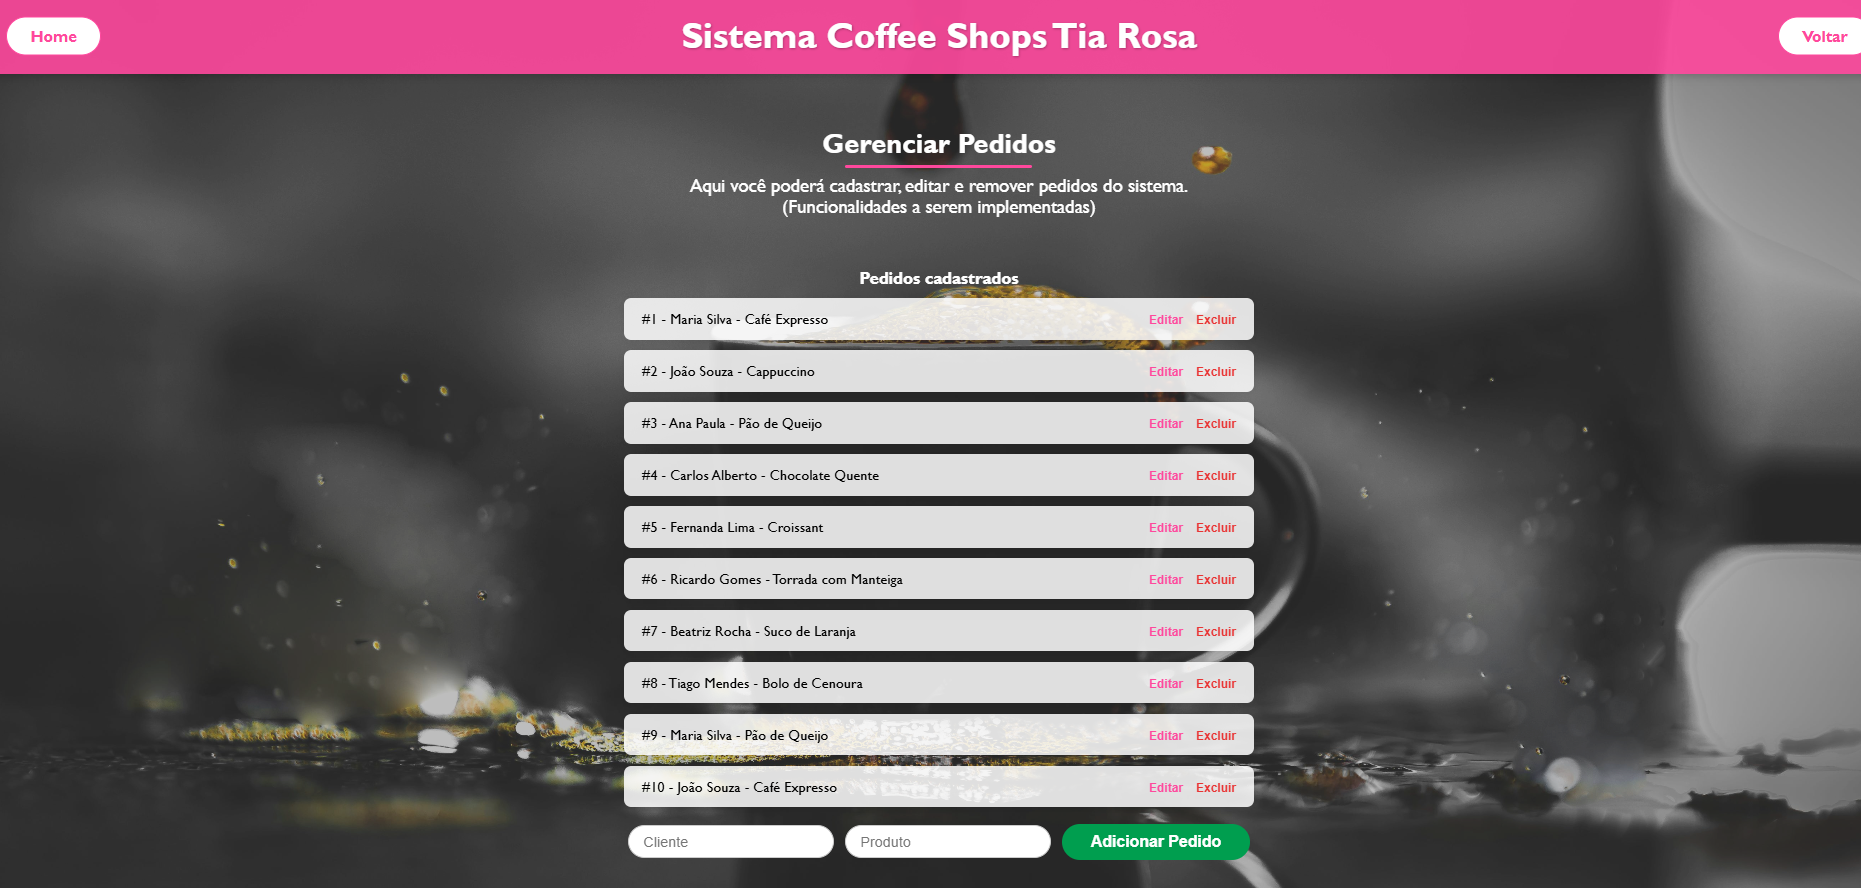 Home
Sistema Coffee Shops Tia Rosa
Voltar
Gerenciar Pedidos
Aqui você poderá cadastrar, editar e remover pedidos do sistema.
(Funcionalidades a serem implementadas)
Pedidos cadastrados
#1 - Maria Silva - Café Expresso Editar Excluir
#2 - João Souza - Cappuccino Editar Excluir
#3 - Ana Paula - Pão de Queijo Editar Excluir
#4 - Carlos Alberto - Chocolate Quente Editar Excluir
#5 - Fernanda Lima - Croissant Editar Excluir
#6 - Ricardo Gomes - Torrada com Manteiga Editar Excluir
#7 - Beatriz Rocha - Suco de Laranja Editar Excluir
#8 - Tiago Mendes - Bolo de Cenoura Editar Excluir
#9 - Maria Silva - Pão de Queijo Editar Excluir
#10 - João Souza - Café Expresso Editar Excluir
Cliente Produto Adicionar Pedido